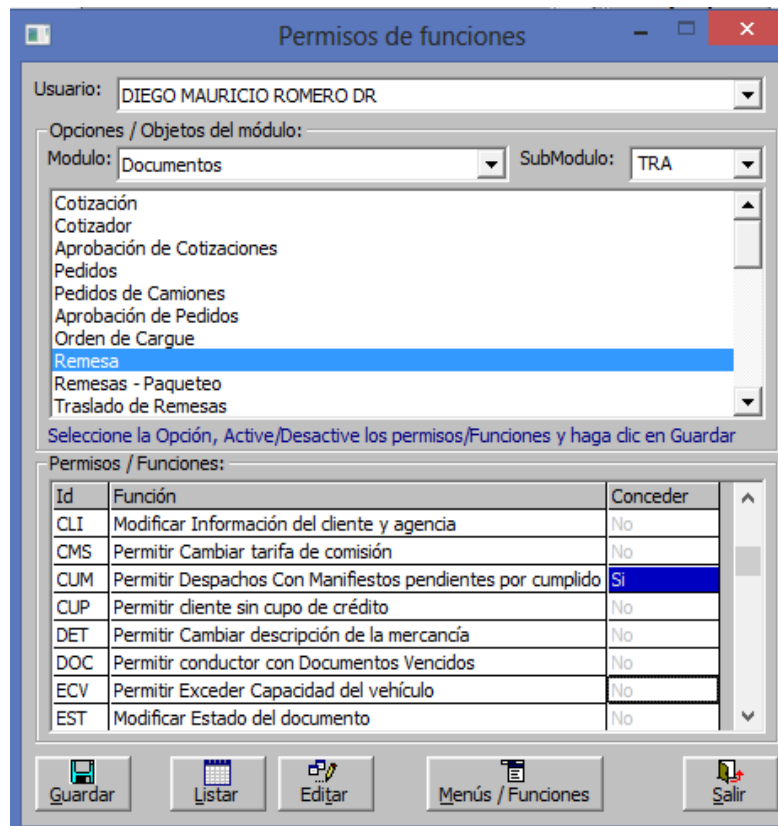 Permisos de funciones
Usuario: DIEGO MAURICIO ROMERO DR
Opciones / Objetos del módulo:
Modulo: Documentos SubModulo: TRA
Cotización
Cotizador
Aprobación de Cotizaciones
Pedidos
Pedidos de Camiones
Aprobación de Pedidos
Orden de Cargue
Remesa
Remesas - Paqueteo
Traslado de Remesas
Seleccione la Opción, Active/Desactive los permisos/Funciones y haga clic en Guardar
Permisos / Funciones:
Id Función Conceder
CLI Modificar Información del cliente y agencia No
CMS Permitir Cambiar tarifa de comisión No
CUM Permitir Despachos Con Manifiestos pendientes por cumplido Si
CUP Permitir cliente sin cupo de crédito No
DET Permitir Cambiar descripción de la mercancía No
DOC Permitir conductor con Documentos Vencidos No
ECV Permitir Exceder Capacidad del vehículo No
EST Modificar Estado del documento No
Guardar Listar Editar Menús / Funciones Salir